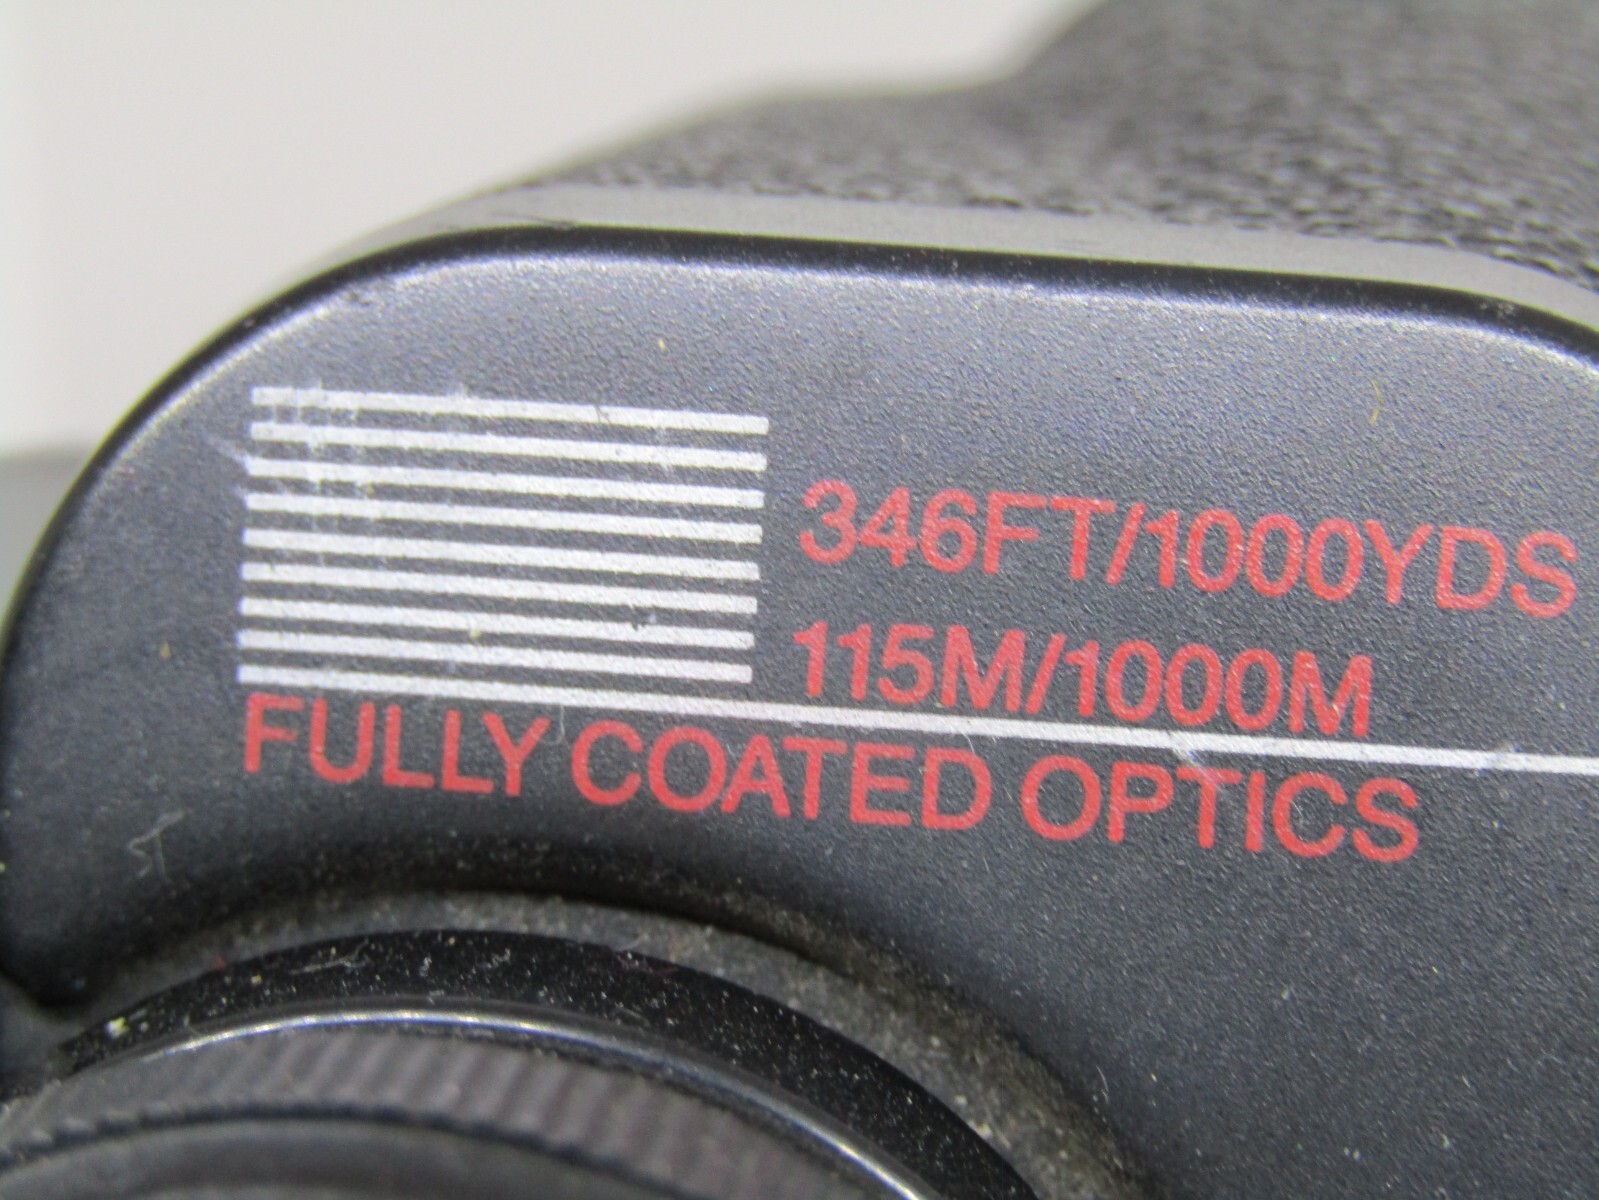 346FT/1000YDS
115M/1000M
FULLY COATED OPTICS